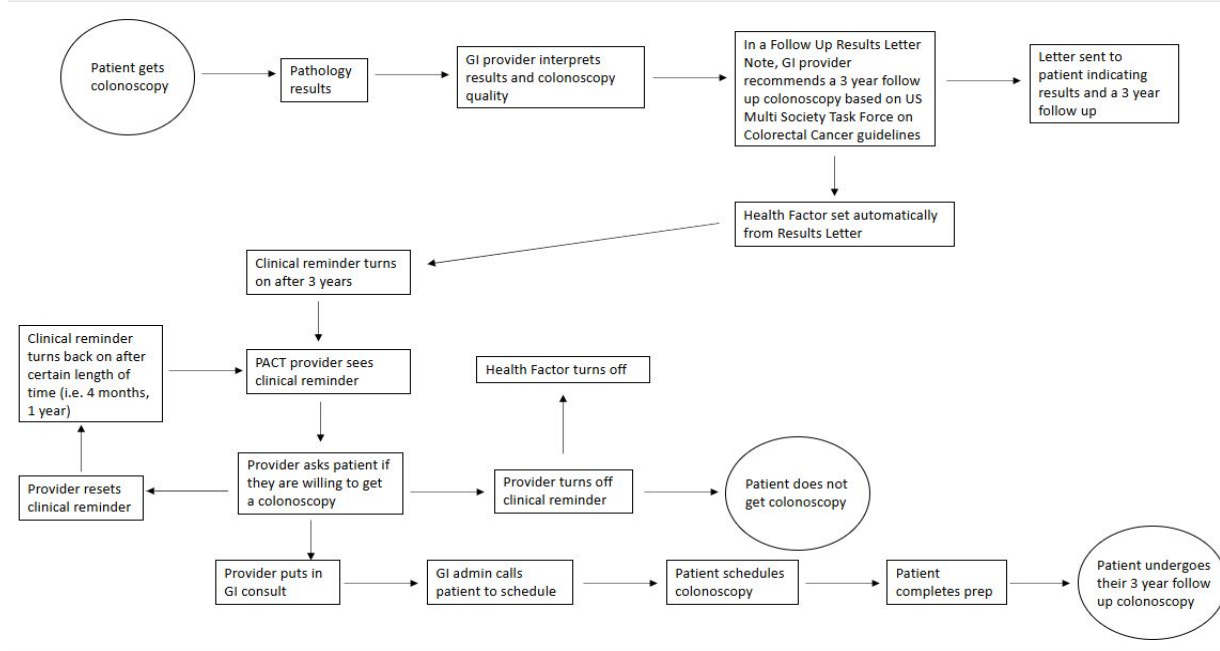 Patient gets
colonoscopy
Pathology
results
GI provider interprets
results and colonoscopy
quality
In a Follow Up Results Letter
Note, GI provider
recommends a 3 year follow
up colonoscopy based on US
Multi Society Task Force on
Colorectal Cancer guidelines
Letter sent to
patient indicating
results and a 3 year
follow up
Health Factor set automatically
from Results Letter
Clinical reminder turns
on after 3 years
Clinical reminder
turns back on after
certain length of
time (i.e. 4 months,
1 year)
PACT provider sees
clinical reminder
Health Factor turns off
Provider resets
clinical reminder
Provider asks patient if
they are willing to get
a colonoscopy
Provider turns off
clinical reminder
Patient does not
get colonoscopy
Provider puts in
GI consult
GI admin calls
patient to schedule
Patient schedules
colonoscopy
Patient
completes prep
Patient undergoes
their 3 year follow
up colonoscopy